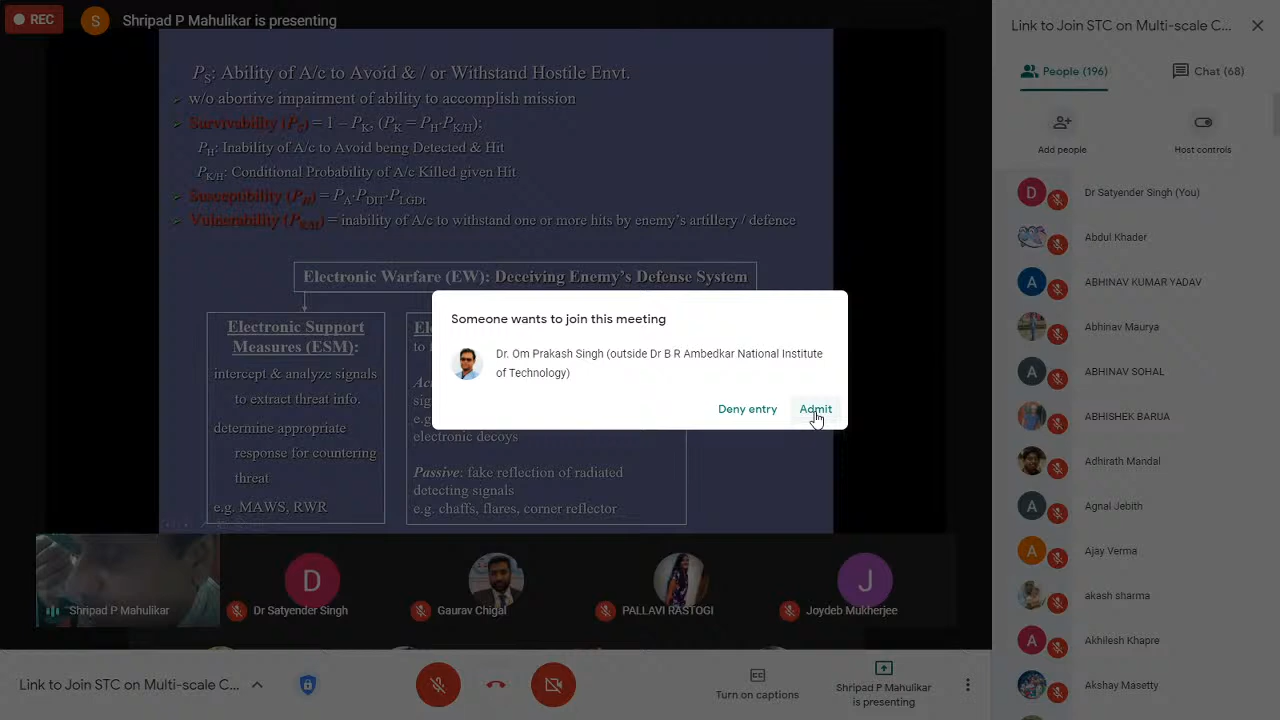 REC
S
Shripad P Mahulikar is presenting
PS: Ability of A/c to Avoid & / or Withstand Hostile Envt.
w/o abortive impairment of ability to accomplish mission
Survivability (PS) = 1 – PK, (PK = PH·PK/H):
PH: Inability of A/c to Avoid being Detected & Hit
PK/H: Conditional Probability of A/c Killed given Hit
Susceptibility (PH) = PA·PDIT·PLGDt
Vulnerability (PK/H) = inability of A/c to withstand one or more hits by enemy's artillery / defence
Electronic Warfare (EW): Deceiving Enemy's Defense System
Electronic Support
Measures (ESM):
intercept & analyze signals
to extract threat info.
determine appropriate
response for countering
threat
e.g. MAWS, RWR
electronic decoys
Passive: fake reflection of radiated
detecting signals
e.g. chaffs, flares, corner reflector
Someone wants to join this meeting
Dr. Om Prakash Singh (outside Dr B R Ambedkar National Institute
of Technology)
Deny entry
Admit
Shripad P Mahulikar
D
Dr Satyender Singh
Gaurav Chigal
PALLAVI RASTOGI
J
Joydeb Mukherjee
Link to Join STC on Multi-scale C...
Turn on captions
Shripad P Mahulikar
is presenting
Link to Join STC on Multi-scale C...
People (196)
Chat (68)
Add people
Host controls
D
Dr Satyender Singh (You)
Abdul Khader
A
ABHINAV KUMAR YADAV
Abhinav Maurya
A
ABHINAV SOHAL
ABHISHEK BARUA
Adhirath Mandal
A
Agnal Jebith
A
Ajay Verma
akash sharma
A
Akhilesh Khapre
Akshay Masetty